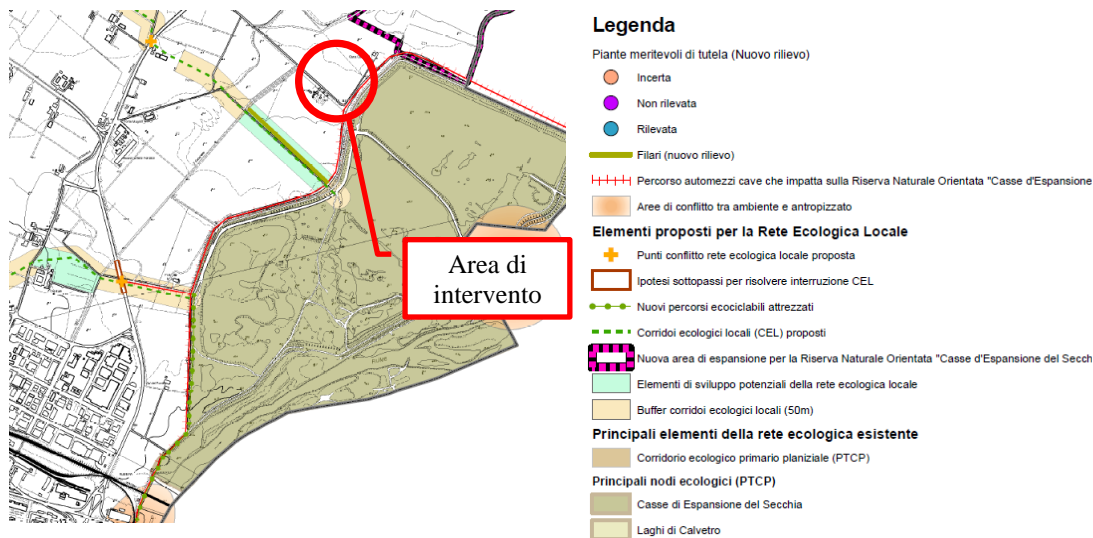 Area di
intervento
Legenda
Piante meritevoli di tutela (Nuovo rilievo)
Incerta
Non rilevata
Rilevata
Filari (nuovo rilievo)
Percorso automezzi cave che impatta sulla Riserva Naturale Orientata "Casse d'Espansione
Aree di conflitto tra ambiente e antropizzato
Elementi proposti per la Rete Ecologica Locale
Punti conflitto rete ecologica locale proposta
Ipotesi sottopassi per risolvere interruzione CEL
Nuovi percorsi ecociclabili attrezzati
Corridoi ecologici locali (CEL) proposti
Nuova area di espansione per la Riserva Naturale Orientata "Casse d'Espansione del Secch
Elementi di sviluppo potenziali della rete ecologica locale
Buffer corridoi ecologici locali (50m)
Principali elementi della rete ecologica esistente
Corridorio ecologico primario planiziale (PTCP)
Principali nodi ecologici (PTCP)
Casse di Espansione del Secchia
Laghi di Calvetro